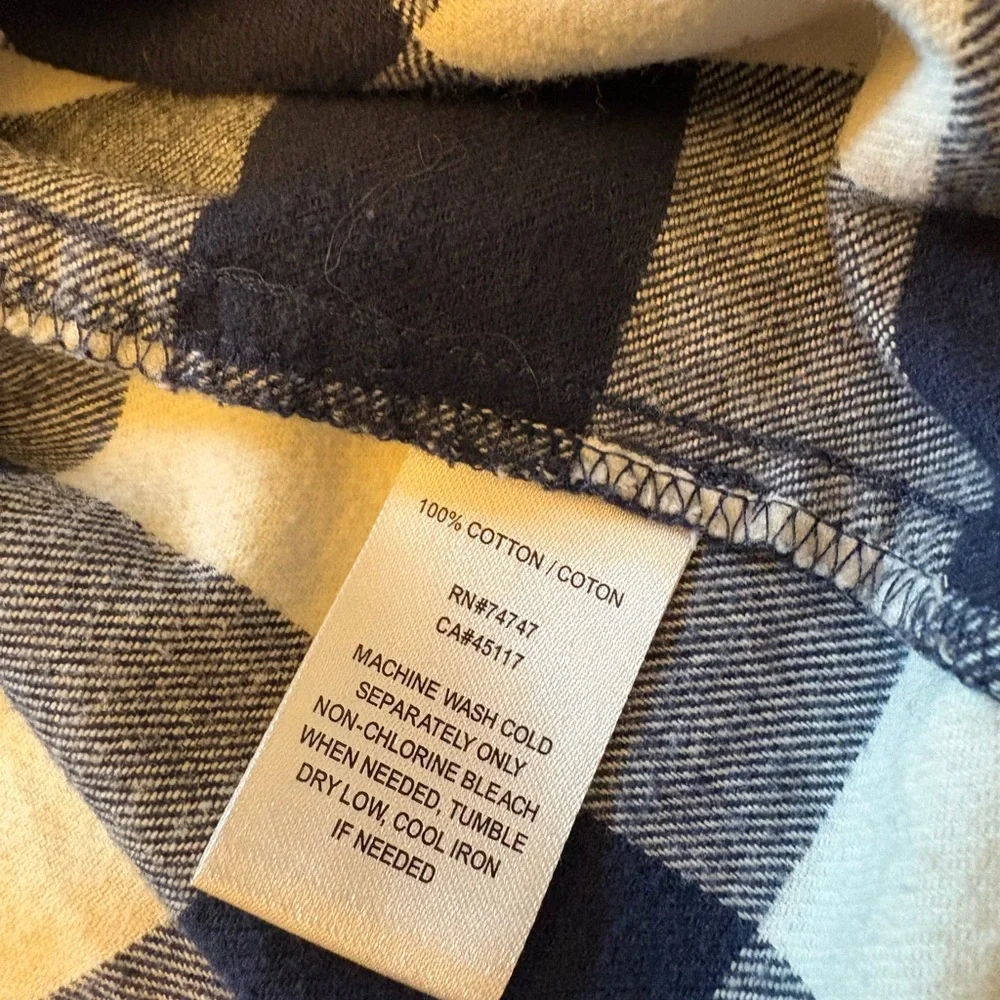 100% COTTON / COTON
RN#74747
CA#45117
MACHINE WASH COLD
SEPARATELY ONLY
NON-CHLORINE BLEACH
WHEN NEEDED, TUMBLE
DRY LOW, COOL IRON
IF NEEDED